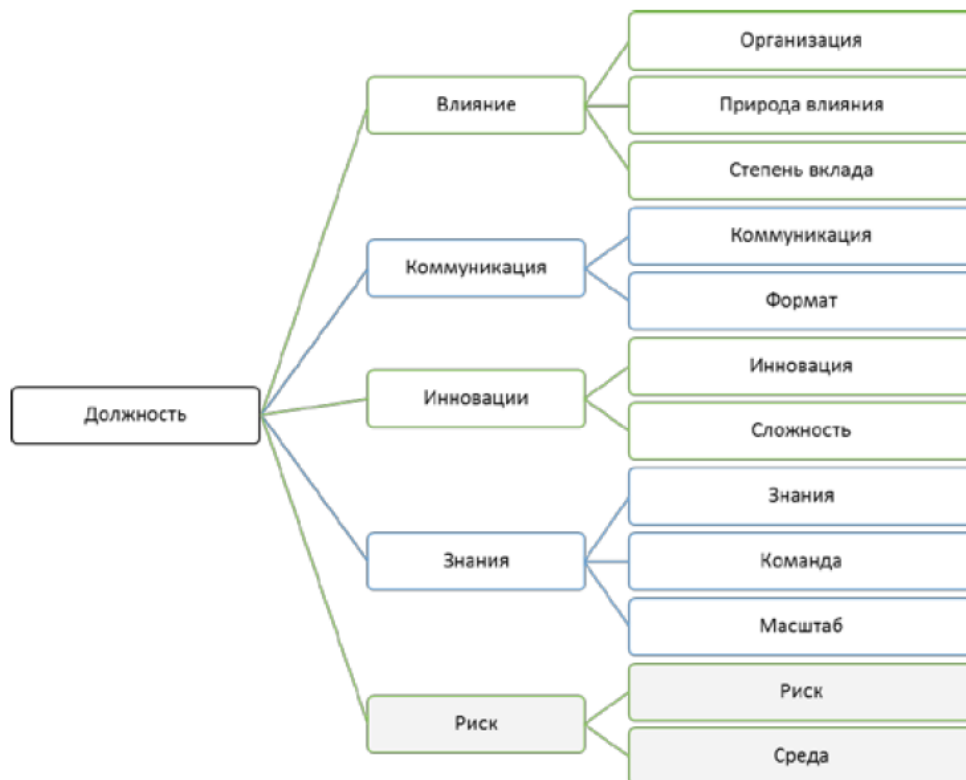 Должность
Влияние
Организация
Природа влияния
Степень вклада
Коммуникация
Коммуникация
Формат
Инновации
Инновация
Сложность
Знания
Знания
Команда
Масштаб
Риск
Риск
Среда